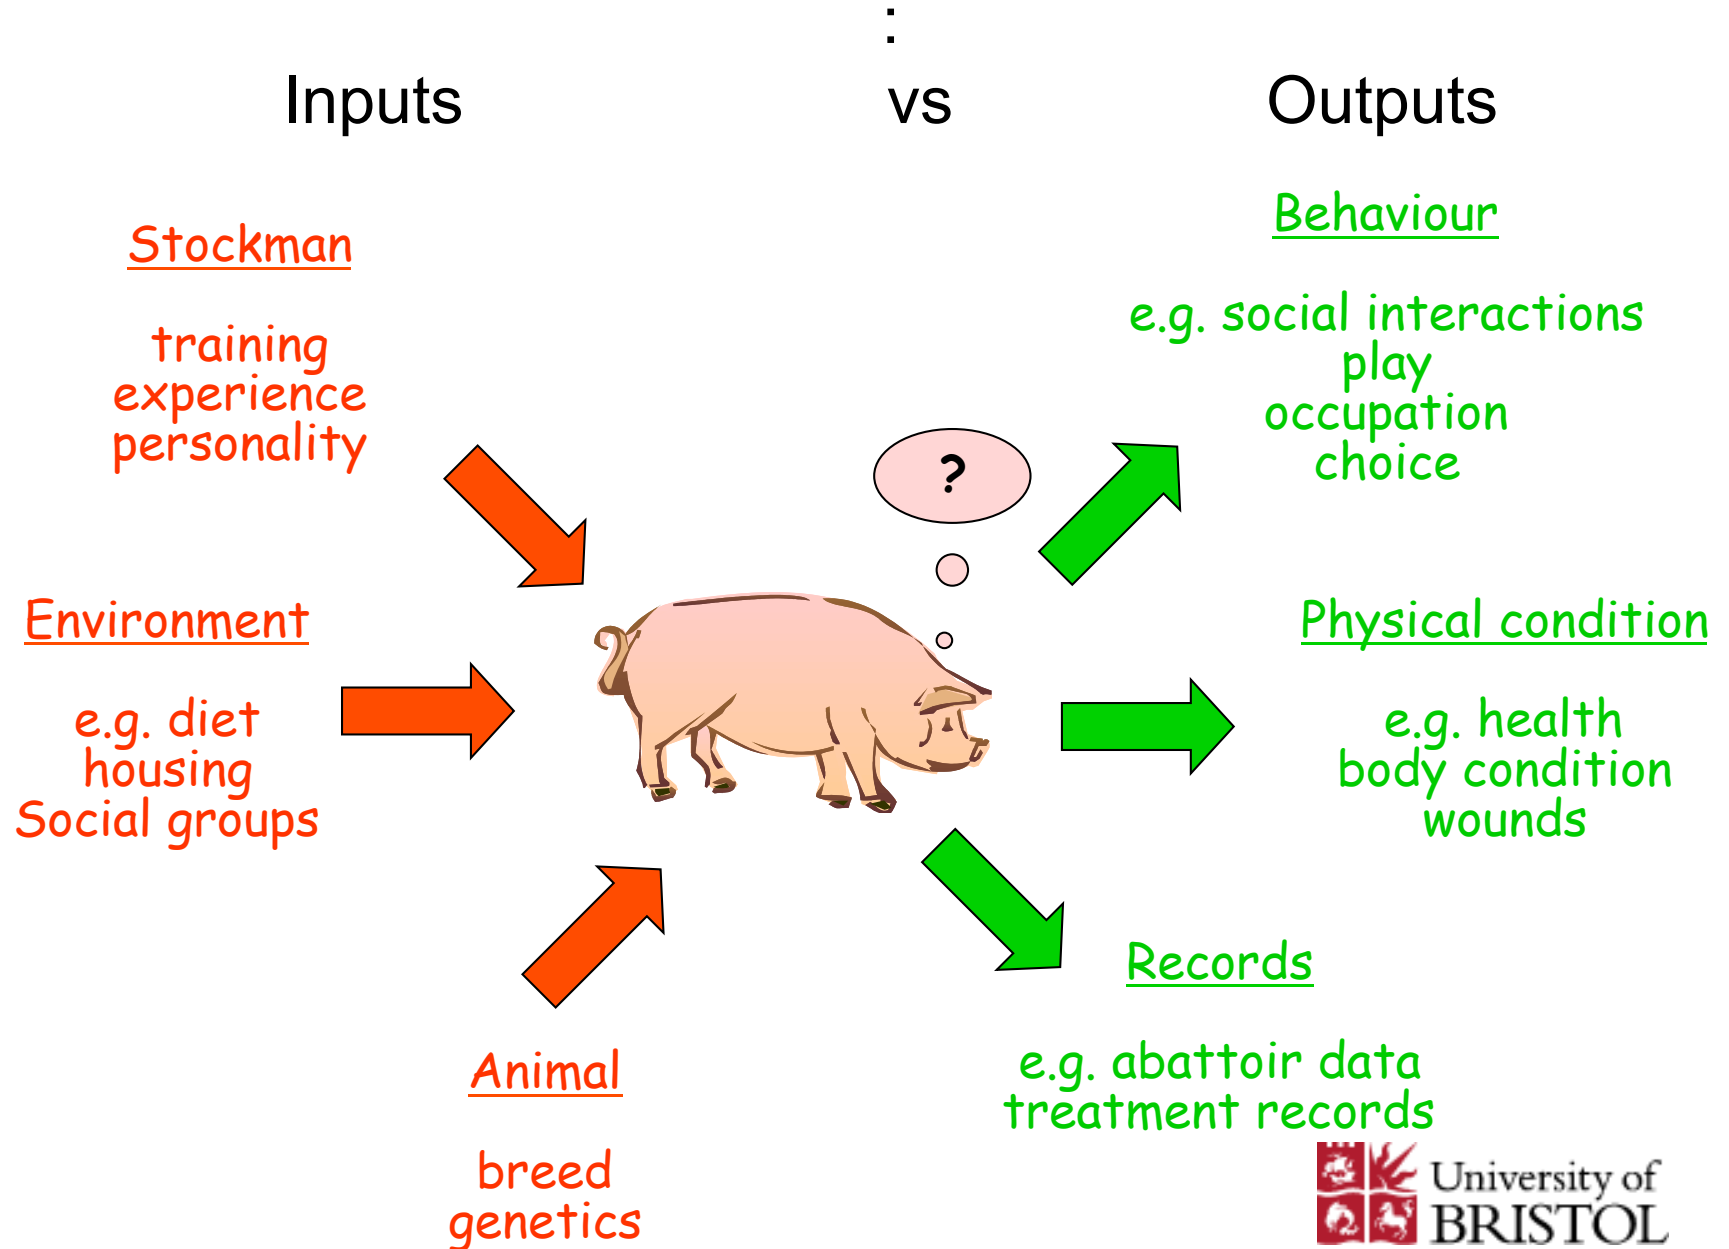 :
Inputs vs Outputs
Stockman
training
experience
personality
Environment
e.g. diet
housing
Social groups
Animal
breed
genetics
?
Behaviour
e.g. social interactions
play
occupation
choice
Physical condition
e.g. health
body condition
wounds
Records
e.g. abattoir data
treatment records
University of
BRISTOL